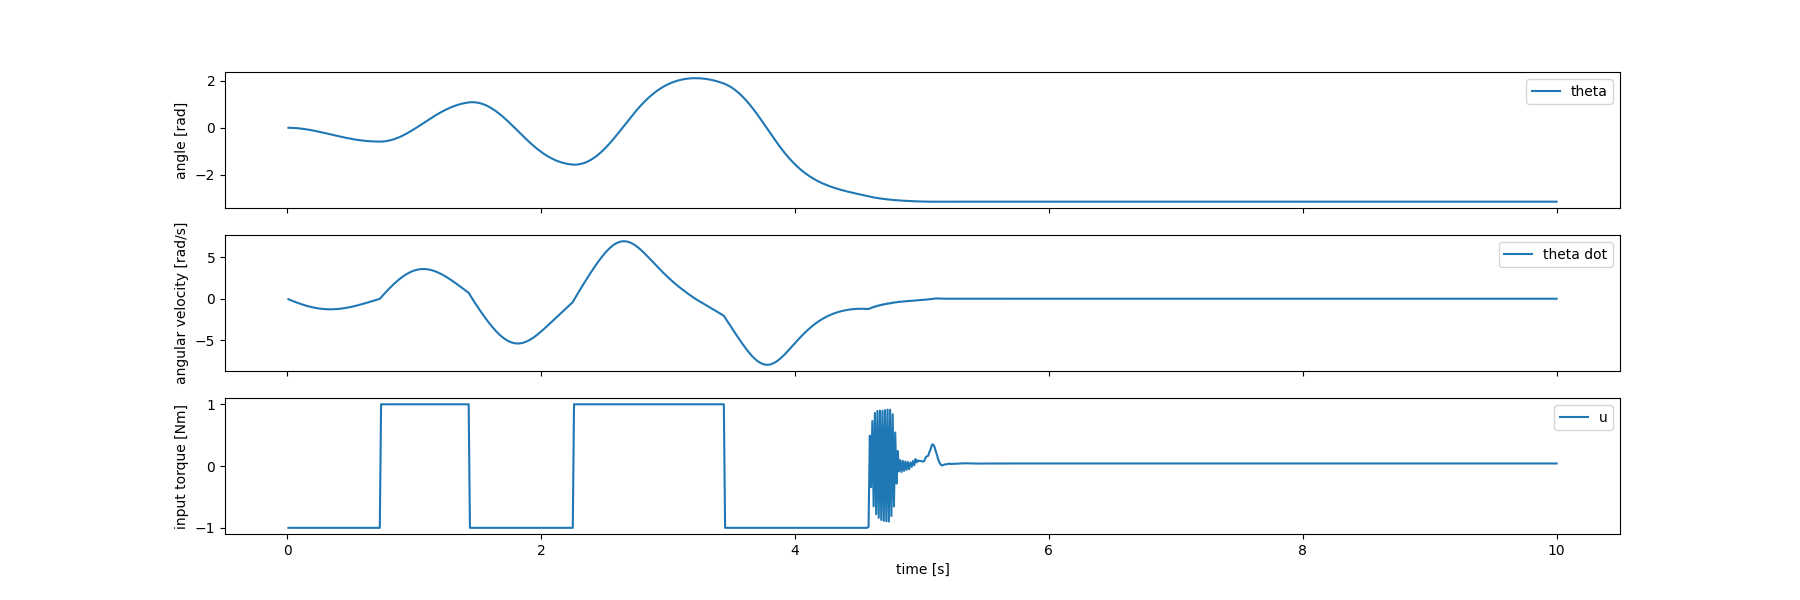 2
0
−2
angle [rad]
theta
5
0
−5
angular velocity [rad/s]
theta dot
1
0
−1
input torque [Nm]
u
0 2 4 6 8 10
time [s]